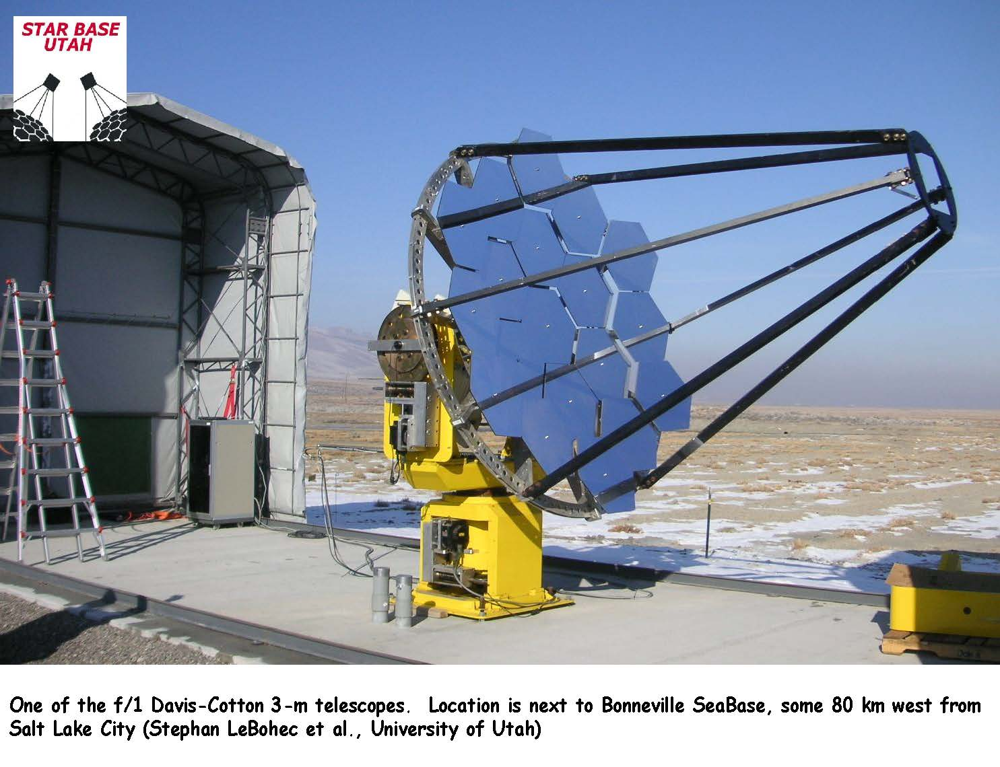 STAR BASE
UTAH
One of the f/1 Davis-Cotton 3-m telescopes. Location is next to Bonneville SeaBase, some 80 km west from
Salt Lake City (Stephan LeBohec et al., University of Utah)